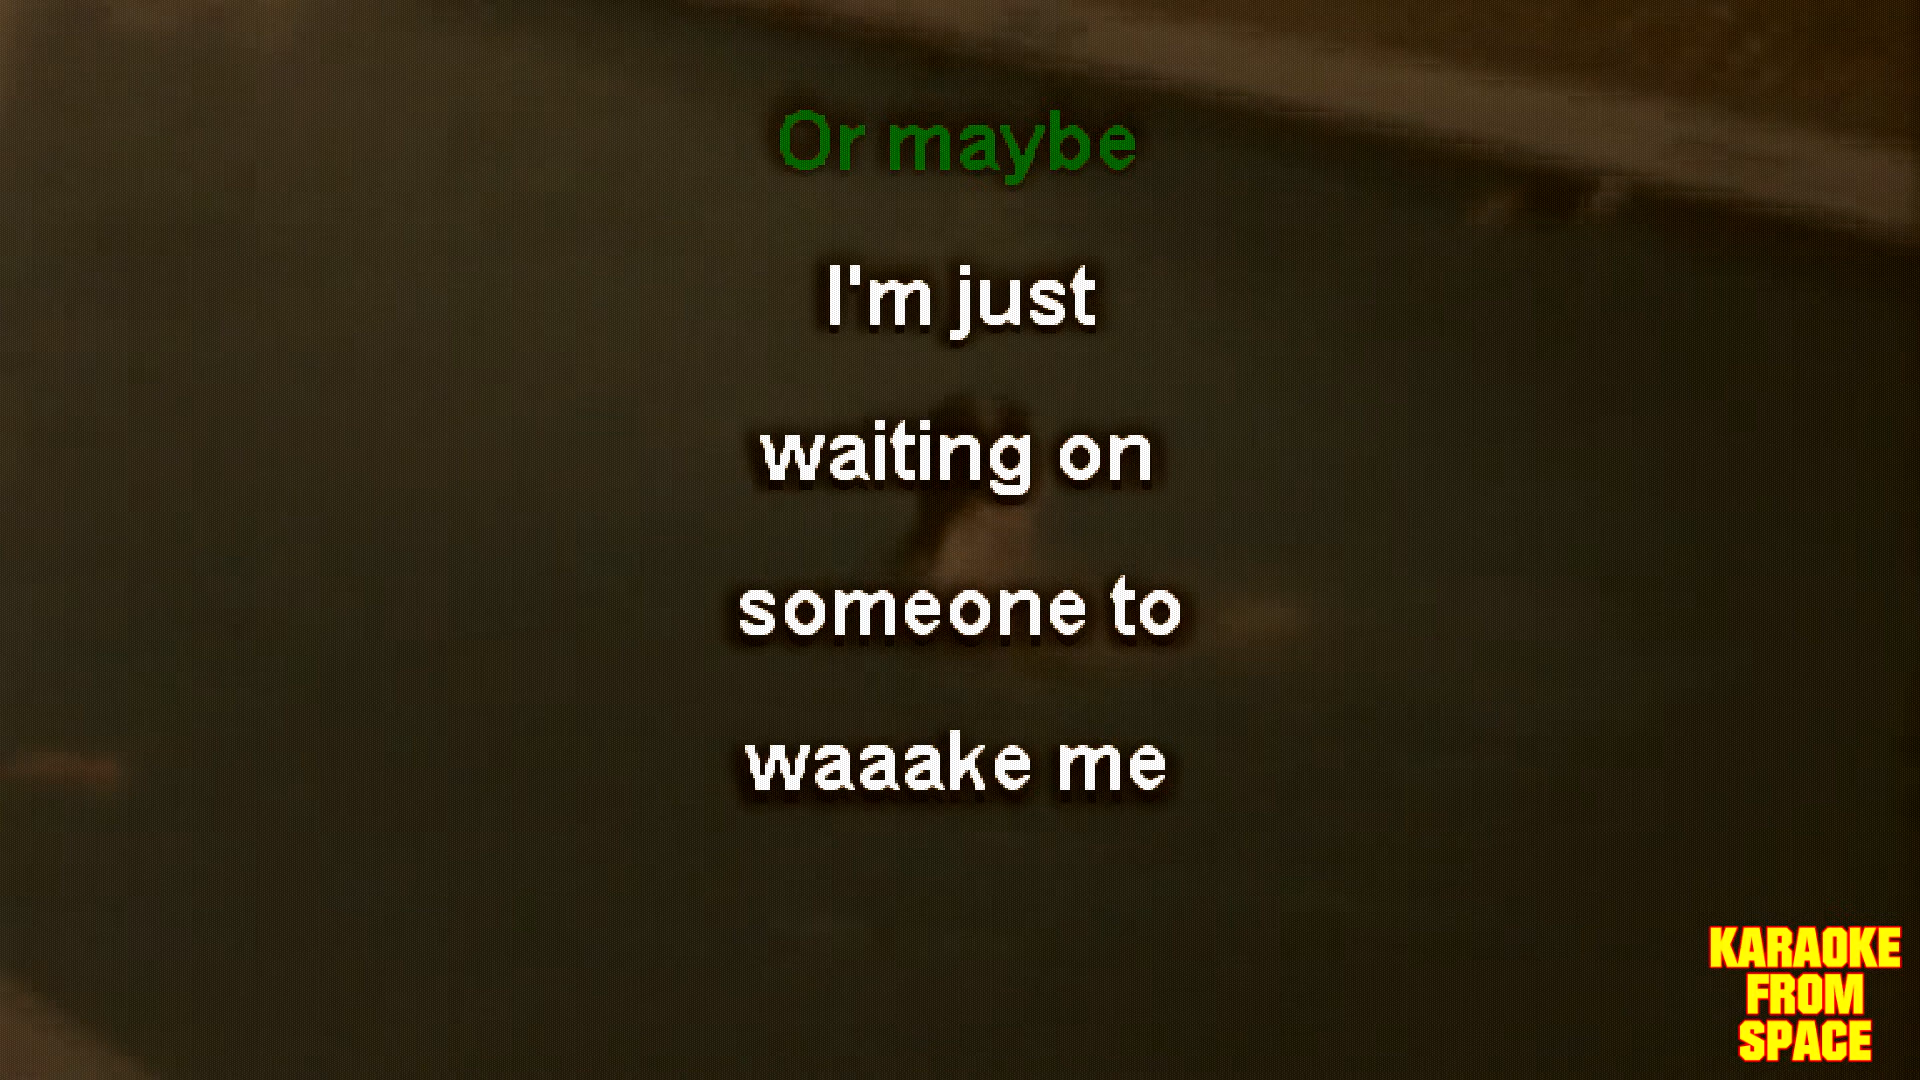 Or maybe
I'm just
waiting on
someone to
waaake me
KARAOKE
FROM
SPACE